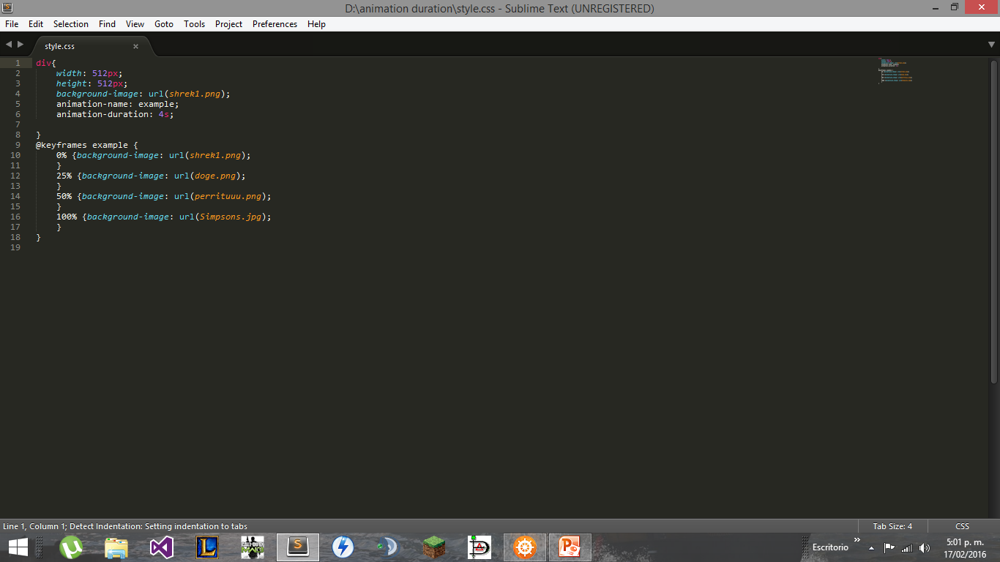 D:\animation duration\style.css - Sublime Text (UNREGISTERED)
File Edit Selection Find View Goto Tools Project Preferences Help
style.css
1 div{
2     width: 512px;
3     height: 512px;
4     background-image: url(shrek1.png);
5     animation-name: example;
6     animation-duration: 4s;
7
8 }
9 @keyframes example {
10     0% {background-image: url(shrek1.png);
11     }
12     25% {background-image: url(doge.png);
13     }
14     50% {background-image: url(perrituuu.png);
15     }
16     100% {background-image: url(Simpsons.jpg);
17     }
18 }
19
Line 1, Column 1; Detect Indentation: Setting indentation to tabs
Tab Size: 4
CSS
Escritorio
5:01 p. m.
17/02/2016